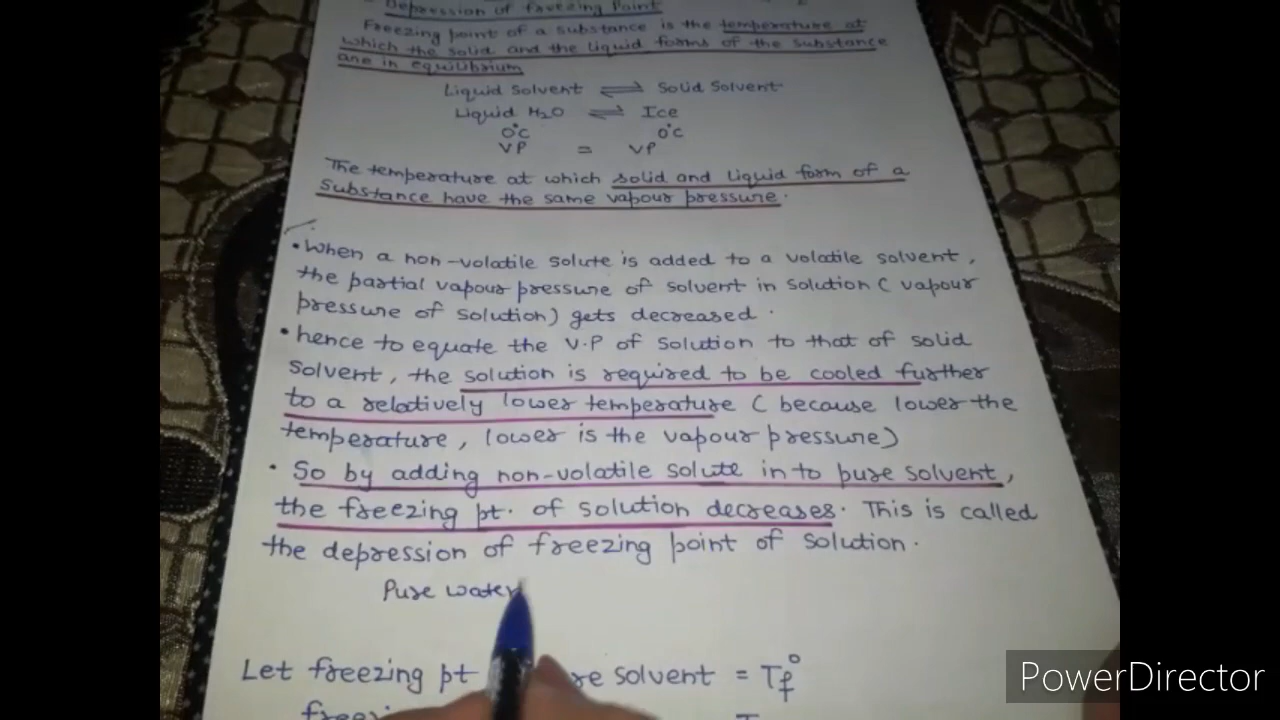 Depression of freezing Point
Freezing point of a substance is the temperature at
which the solid and the liquid forms of the substance
are in equilibrium
Liquid Solvent ⇌ Solid Solvent
Liquid H₂O ⇌ Ice
0°C 0°C
VP = VP
The temperature at which solid and liquid form of a
substance have the same vapour pressure.
• When a non-volatile solute is added to a volatile solvent,
the partial vapour pressure of solvent in solution ( vapour
pressure of solution) gets decreased.
• hence to equate the V.P of solution to that of solid
solvent, the solution is required to be cooled further
to a relatively lower temperature ( because lower the
temperature, lower is the vapour pressure)
• So by adding non-volatile solute in to pure solvent,
the freezing pt. of solution decreases. This is called
the depression of freezing point of solution.
Pure water
Let freezing pt re solvent = Tf°
PowerDirector